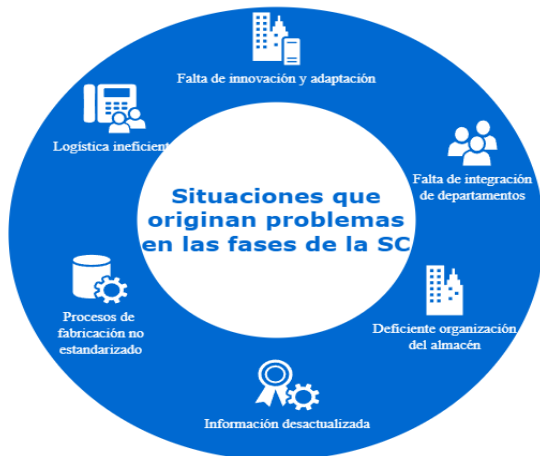 Falta de innovación y adaptación
Logística ineficient
Falta de integración
de departamentos
Situaciones que
originan problemas
en las fases de la SC
Procesos de
fabricación no
estandarizado
Deficiente organización
del almacén
Información desactualizada